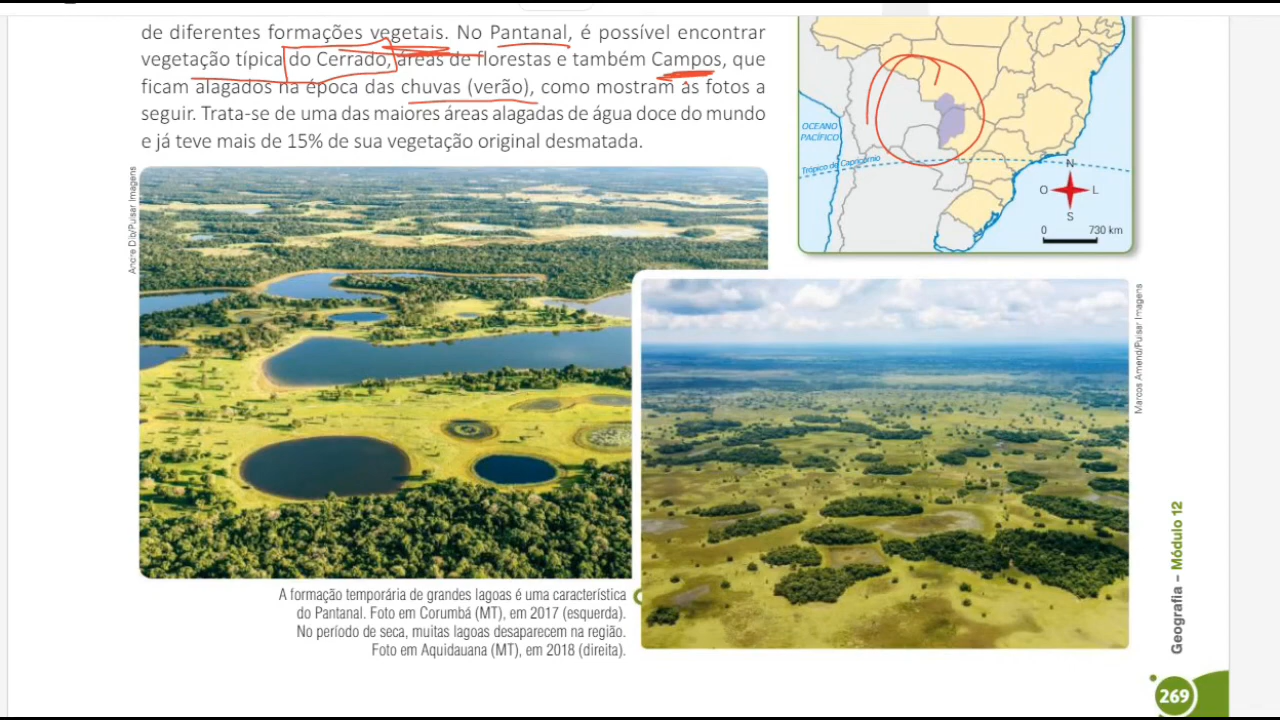 de diferentes formações vegetais. No Pantanal, é possível encontrar
vegetação típica do Cerrado, áreas de florestas e também Campos, que
ficam alagados na época das chuvas (verão), como mostram as fotos a
seguir. Trata-se de uma das maiores áreas alagadas de água doce do mundo
e já teve mais de 15% de sua vegetação original desmatada.
OCEANO
PACÍFICO
Trópico de Capricórnio
N
O
L
S
0
730 km
Andre Dib/Pulsar Imagens
Marcos Amend/Pulsar Imagens
A formação temporária de grandes lagoas é uma característica
do Pantanal. Foto em Corumbá (MT), em 2017 (esquerda).
No período de seca, muitas lagoas desaparecem na região.
Foto em Aquidauana (MT), em 2018 (direita).
Geografia – Módulo 12
269